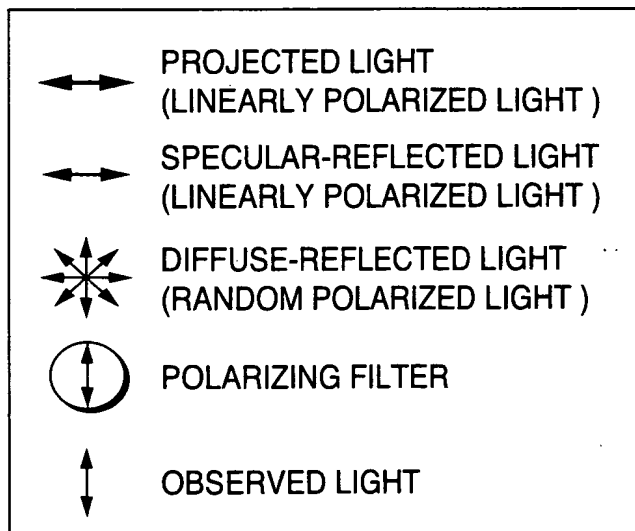 PROJECTED LIGHT
(LINEARLY POLARIZED LIGHT )
SPECULAR-REFLECTED LIGHT
(LINEARLY POLARIZED LIGHT )
DIFFUSE-REFLECTED LIGHT
(RANDOM POLARIZED LIGHT )
POLARIZING FILTER
OBSERVED LIGHT